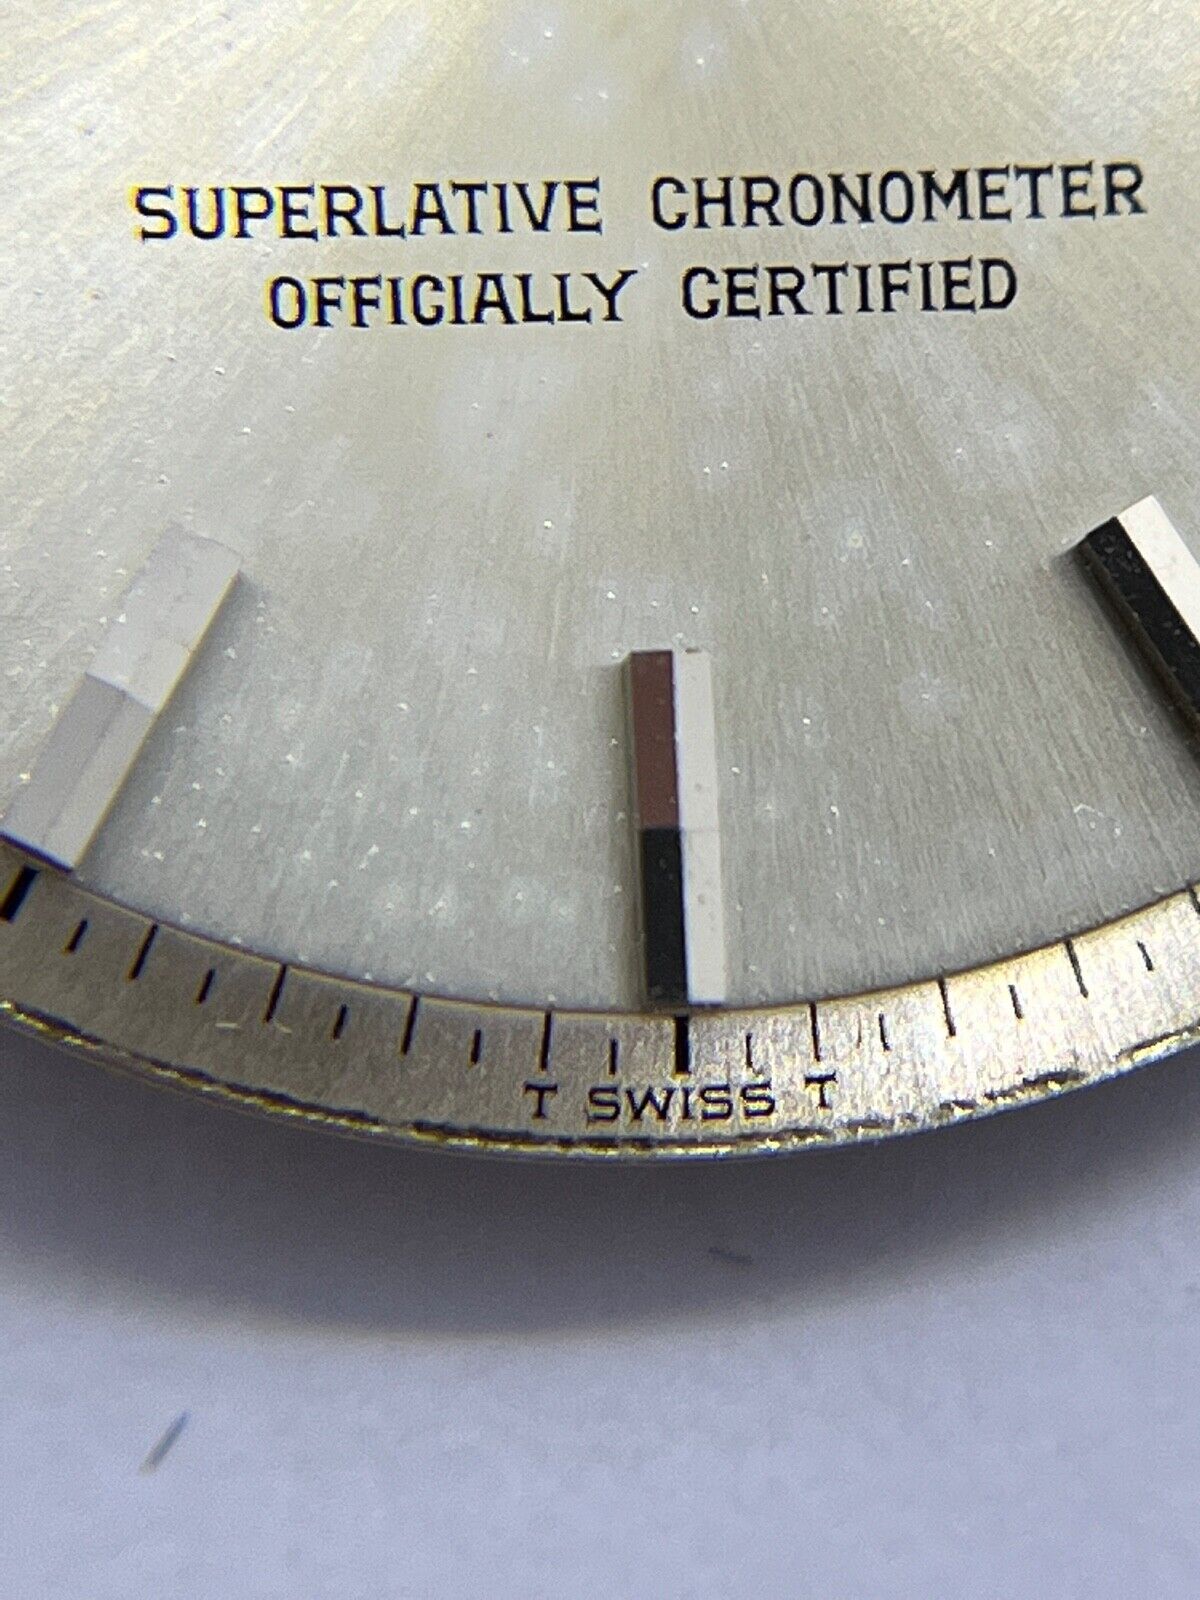 SUPERLATIVE CHRONOMETER
OFFICIALLY CERTIFIED
T SWISS T